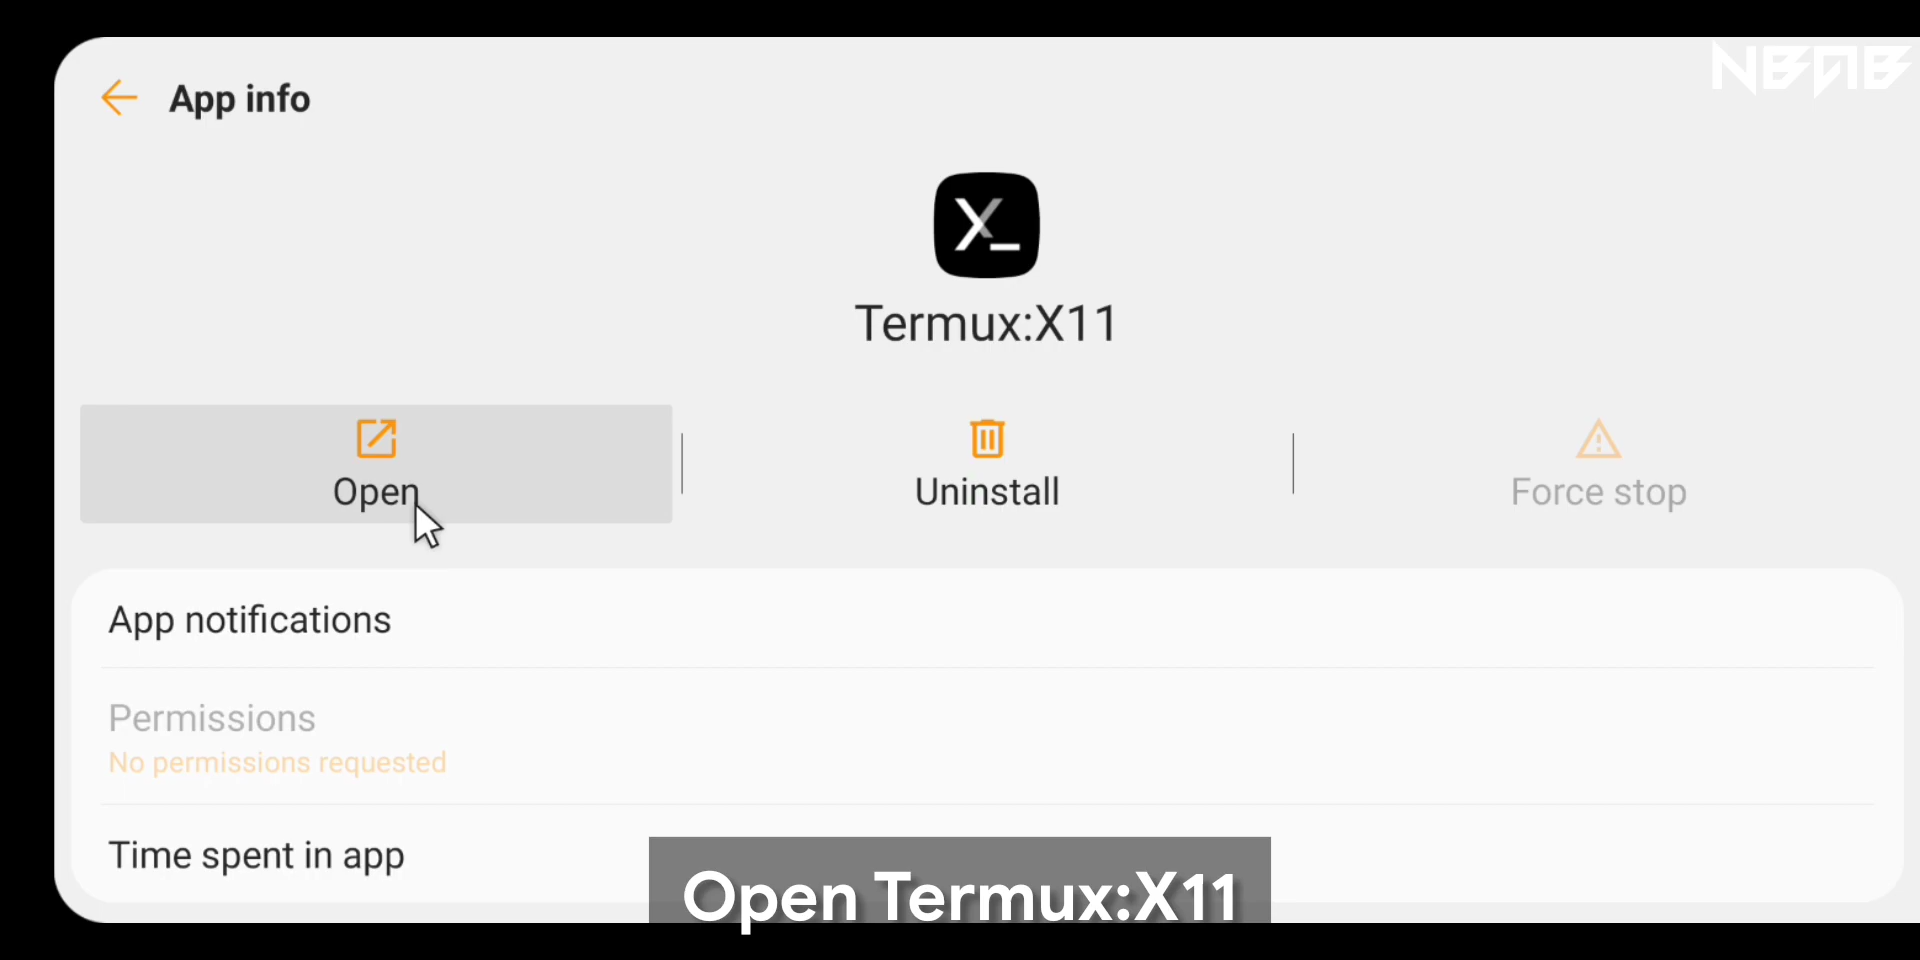 App info
Termux:X11
Open
Uninstall
Force stop
App notifications
Permissions
No permissions requested
Time spent in app
Open Termux:X11